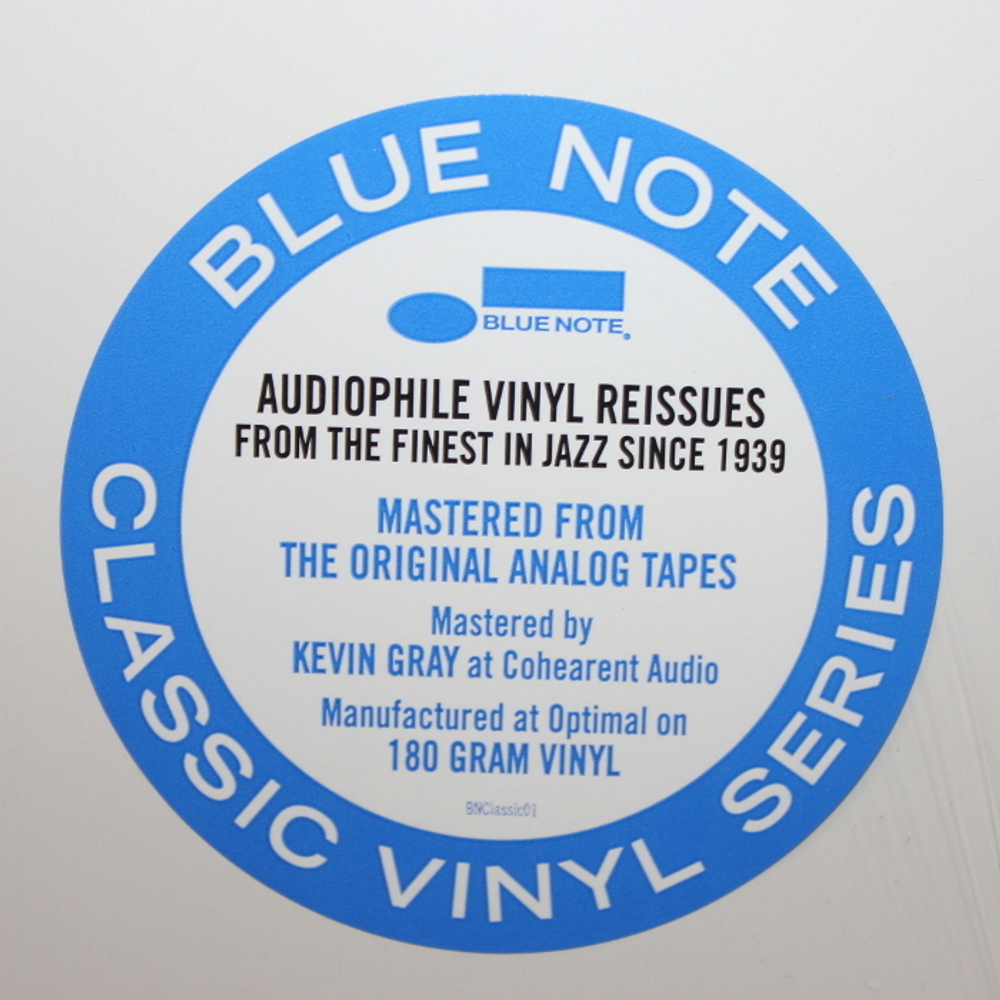 BLUE NOTE
BLUE NOTE®
AUDIOPHILE VINYL REISSUES
FROM THE FINEST IN JAZZ SINCE 1939
MASTERED FROM
THE ORIGINAL ANALOG TAPES
Mastered by
KEVIN GRAY at Cohearent Audio
Manufactured at Optimal on
180 GRAM VINYL
BNClassic01
CLASSIC VINYL SERIES